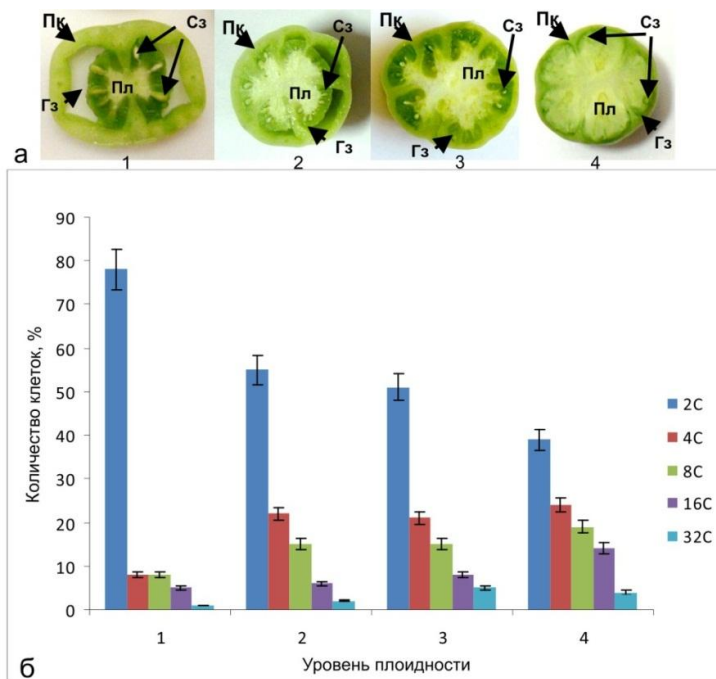 Пк Сз Пк Сз Пк Сз Пк Сз
Пл Пл Пл Пл
Гз Гз Гз Гз
а
1 2 3 4
90
80
70
60
50
40
30
20
10
0
Количество клеток, %
2C
4C
8C
16C
32C
1 2 3 4
Уровень плоидности
б